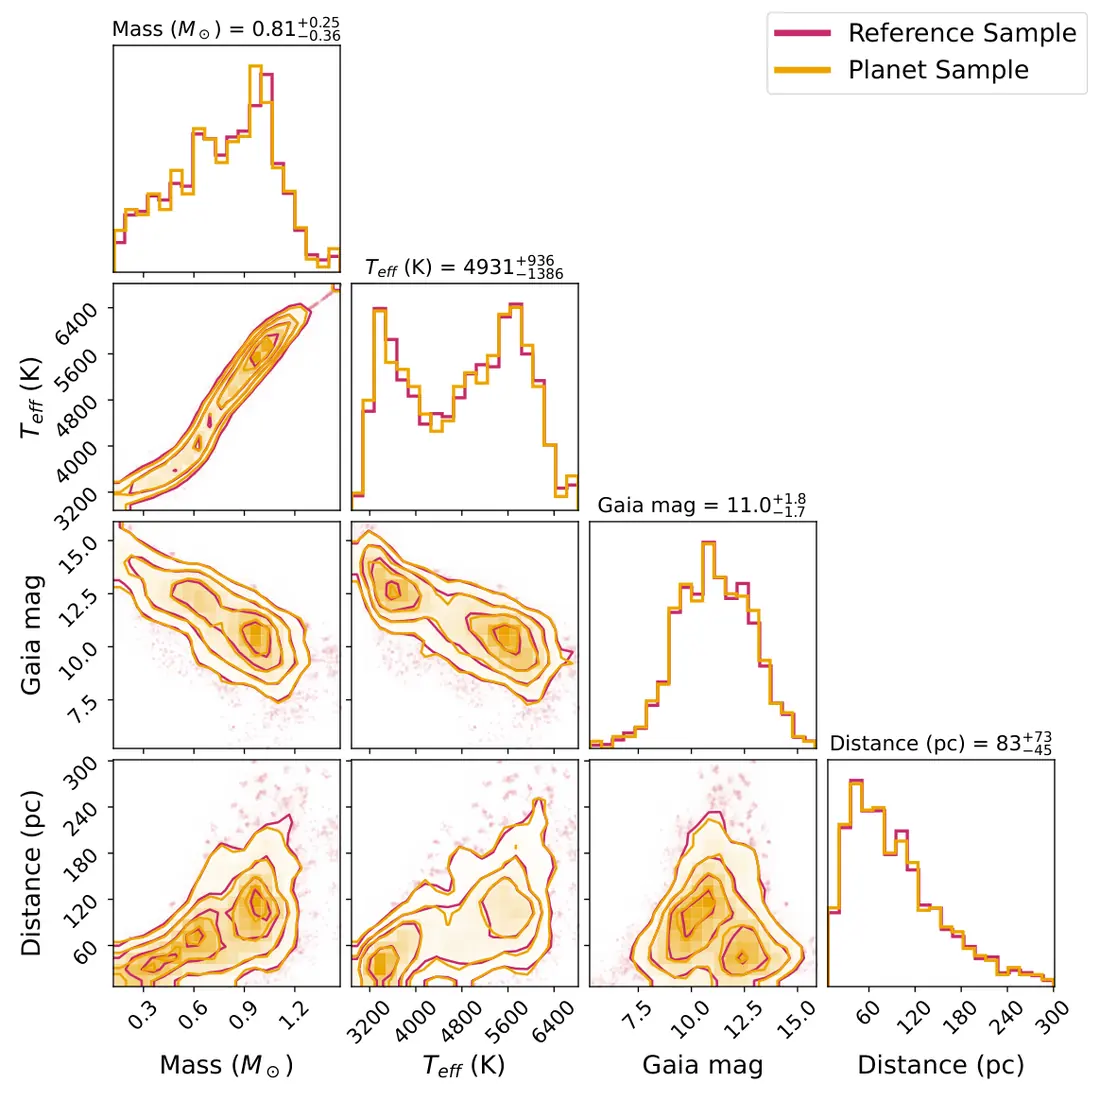 Reference Sample
Planet Sample
Mass (M⊙) = 0.81+0.25−0.36
Teff (K) = 4931+936−1386
6400
5600
4800
4000
3200
Teff (K)
Gaia mag = 11.0+1.8−1.7
15.0
12.5
10.0
7.5
Gaia mag
Distance (pc) = 83+73−45
300
240
180
120
60
Distance (pc)
0.3 0.6 0.9 1.2
3200 4000 4800 5600 6400
7.5 10.0 12.5 15.0
60 120 180 240 300
Mass (M⊙)
Teff (K)
Gaia mag
Distance (pc)